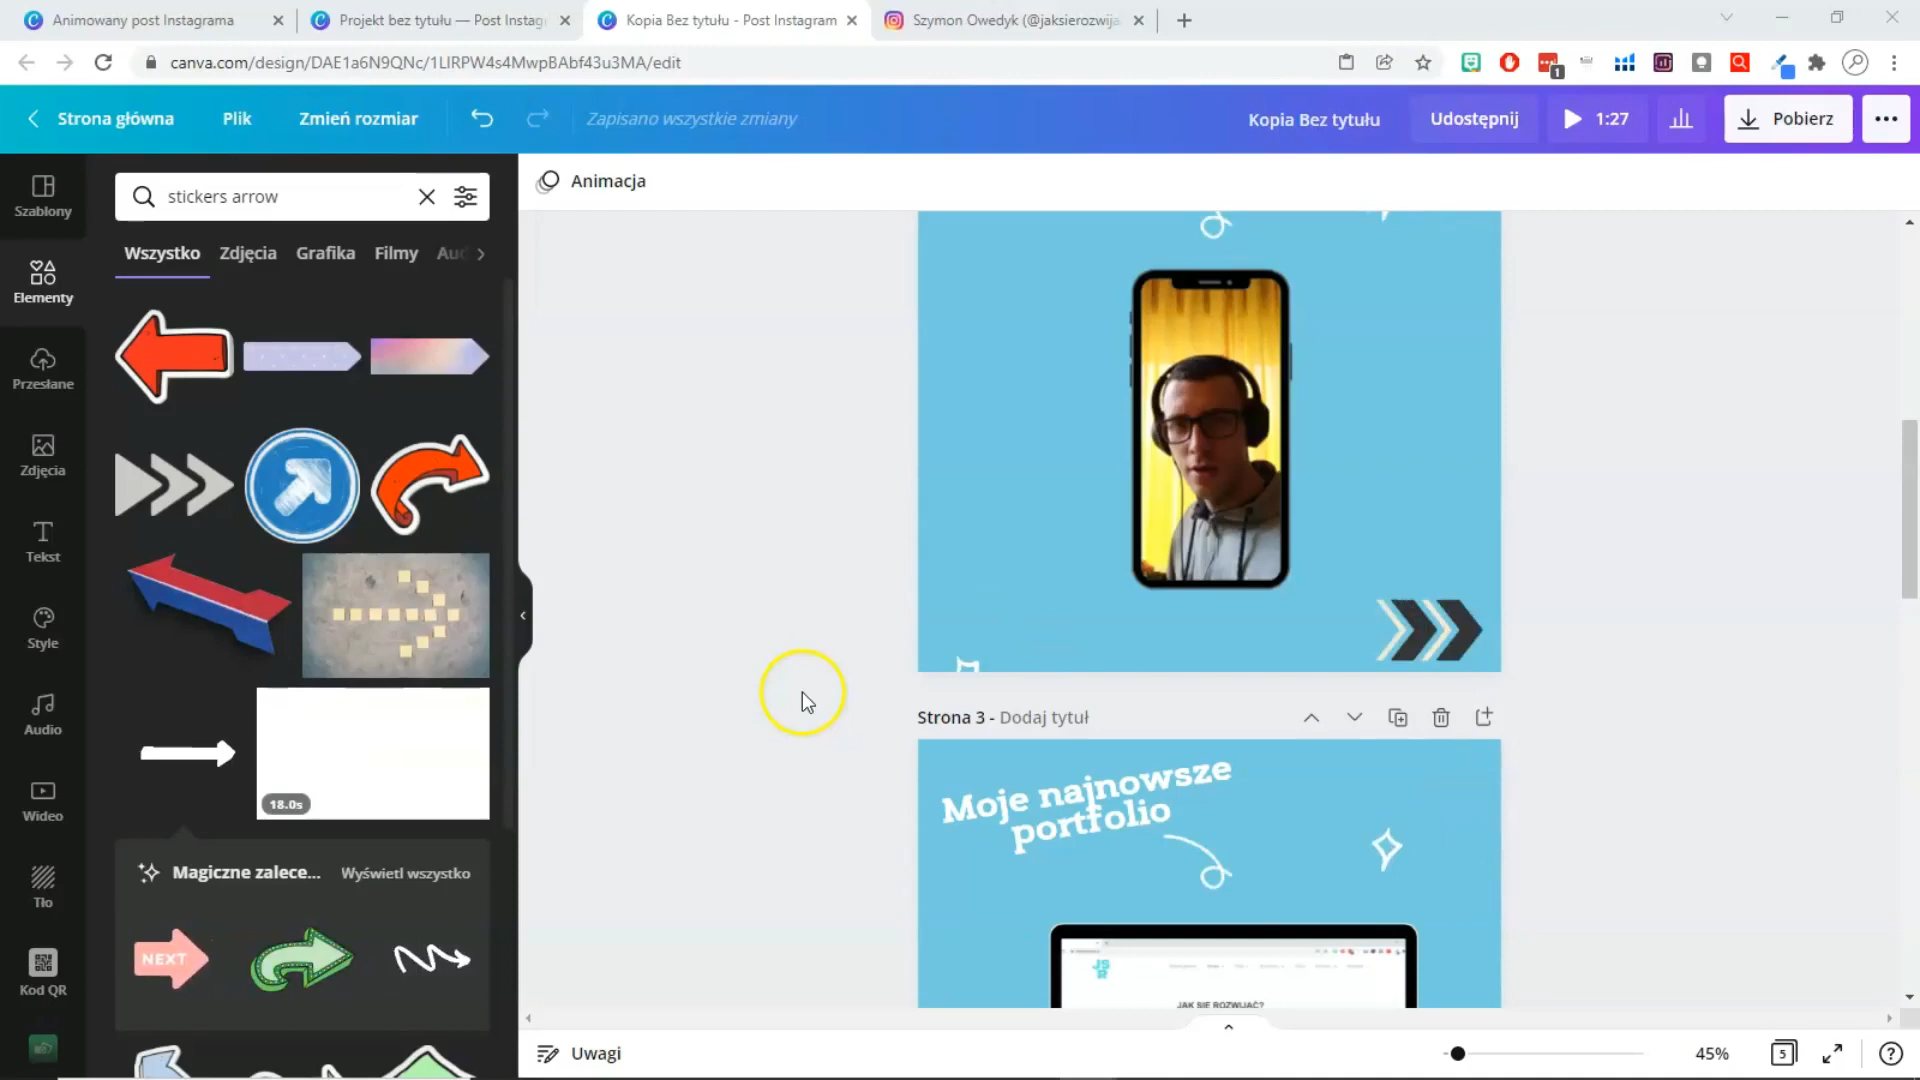 Animowany post Instagrama
Projekt bez tytułu — Post Instag
Kopia Bez tytułu - Post Instagram
Szymon Owedyk (@jaksierozwija
canva.com/design/DAE1a6N9QNc/1LlRPW4s4MwpBAbf43u3MA/edit
1
Strona główna
Plik
Zmień rozmiar
Zapisano wszystkie zmiany
Kopia Bez tytułu
Udostępnij
1:27
Pobierz
Szablony
Elementy
Przesłane
Zdjęcia
Tekst
Style
Audio
Wideo
Tło
Kod QR
stickers arrow
Wszystko
Zdjęcia
Grafika
Filmy
Aud
18.0s
Magiczne zalece...
Wyświetl wszystko
NEXT
Animacja
Strona 3 - Dodaj tytuł
Moje najnowsze
portfolio
JS
R
JAK SIĘ ROZWIJAĆ?
Uwagi
45%
5